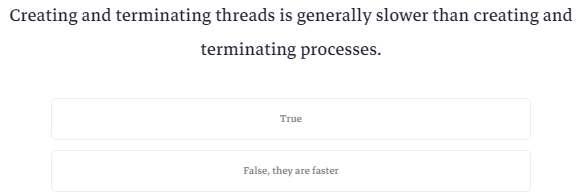 Creating and terminating threads is generally slower than creating and
terminating processes.
True
False, they are faster